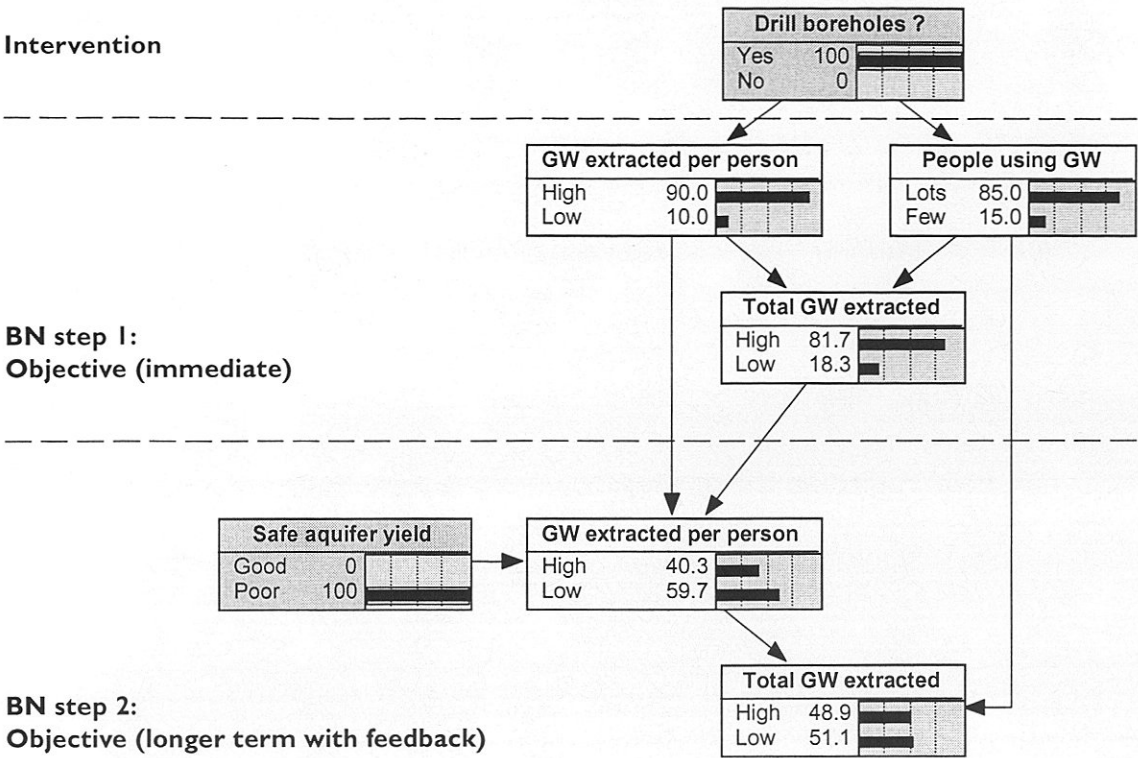 Intervention
Drill boreholes ?
Yes 100
No 0
GW extracted per person
High 90.0
Low 10.0
People using GW
Lots 85.0
Few 15.0
BN step 1:
Objective (immediate)
Total GW extracted
High 81.7
Low 18.3
Safe aquifer yield
Good 0
Poor 100
GW extracted per person
High 40.3
Low 59.7
BN step 2:
Objective (longer term with feedback)
Total GW extracted
High 48.9
Low 51.1